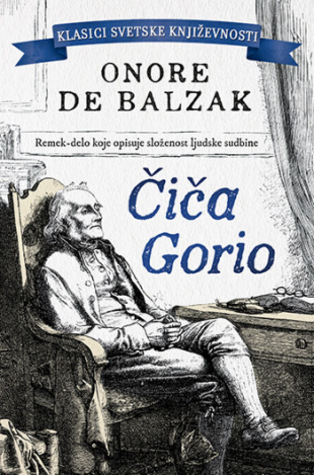 KLASICI SVETSKE KNJIŽEVNOSTI
ONORE
DE BALZAK
Remek-delo koje opisuje složenost ljudske sudbine
Čiča
Gorio